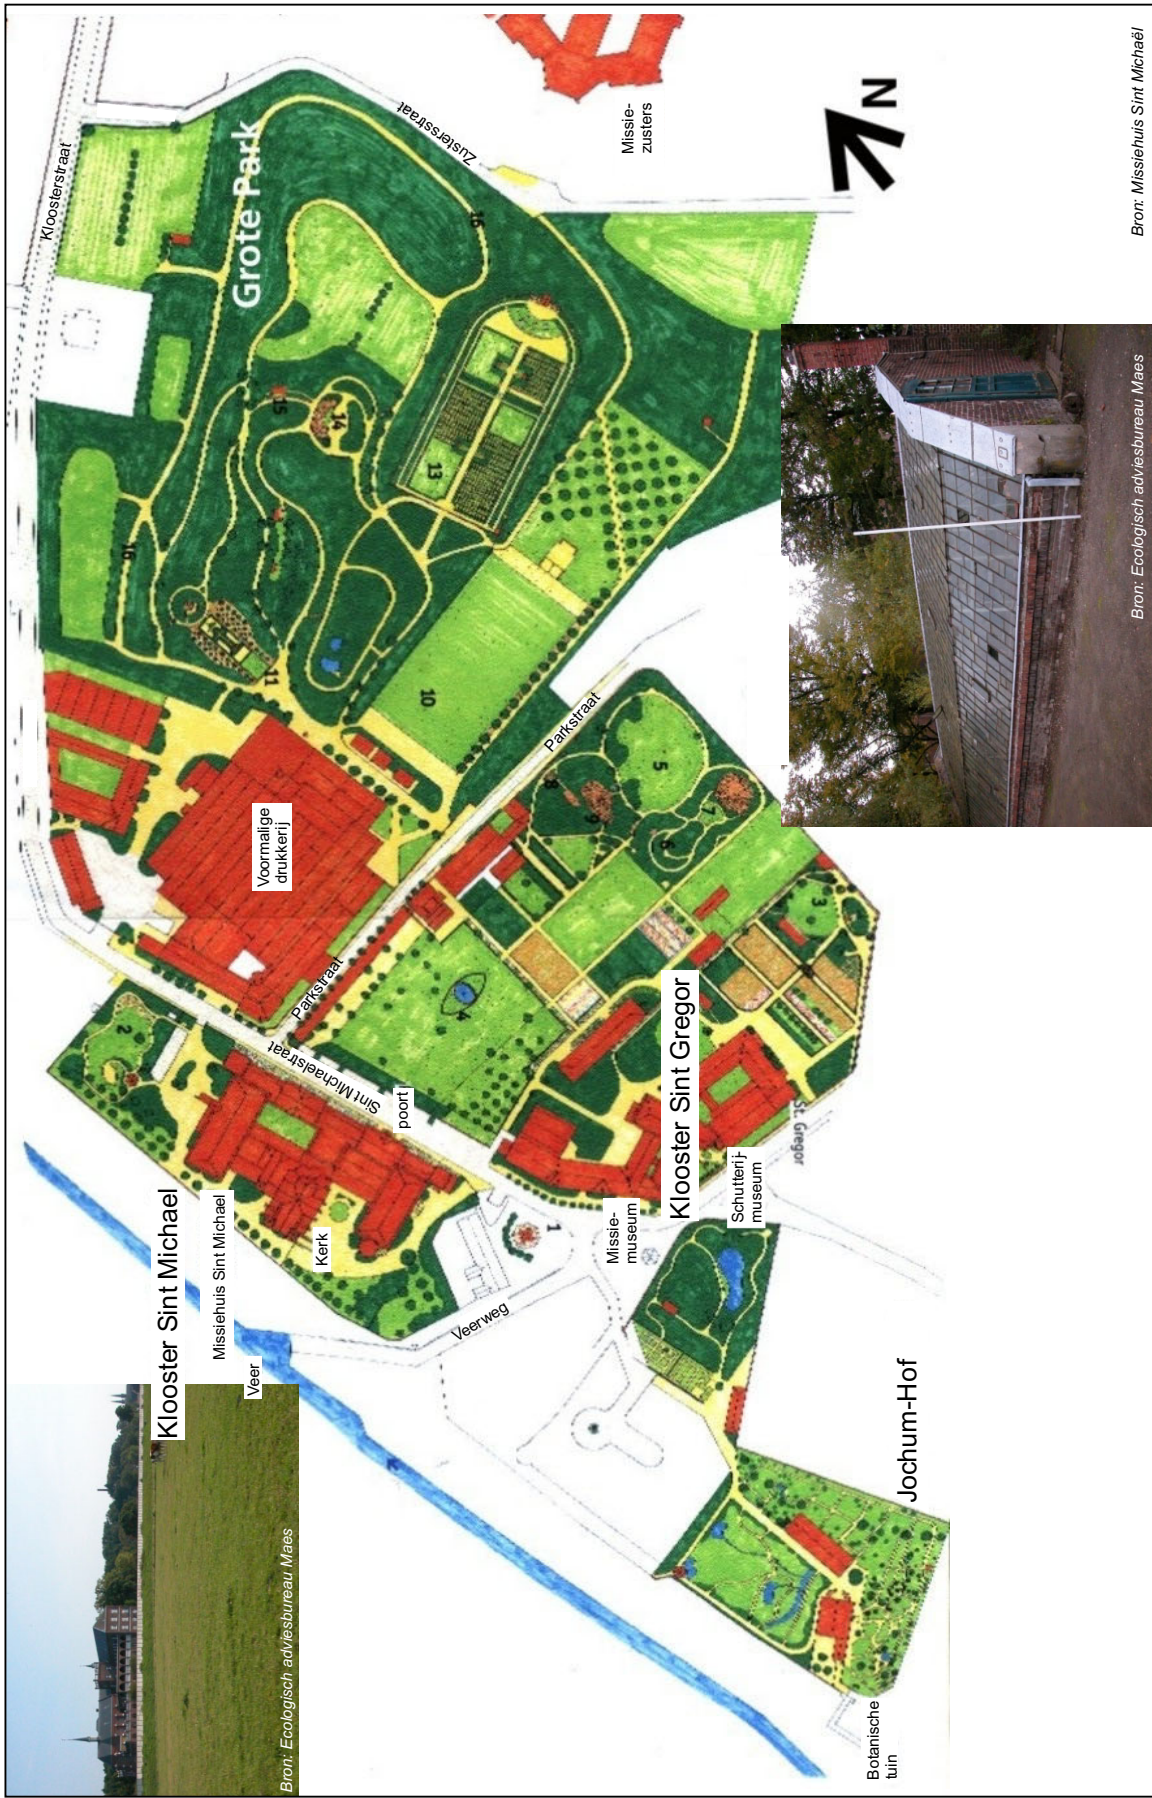 Kloosterstraat
Grote Park
Zustersstraat
Missie-
zusters
N
Bron: Missiehuis Sint Michaël
16
15
14
13
16
11
10
Voormalige
drukkerij
Parkstraat
Parkstraat
Bron: Ecologisch adviesbureau Maes
8
9
5
7
6
3
4
2
Sint Michaelstraat
poort
Klooster Sint Gregor
St. Gregor
Klooster Sint Michael
Missiehuis Sint Michael
Kerk
1
Missie-
museum
Schutterij-
museum
Veer
Veerweg
Bron: Ecologisch adviesbureau Maes
Jochum-Hof
Botanische
tuin